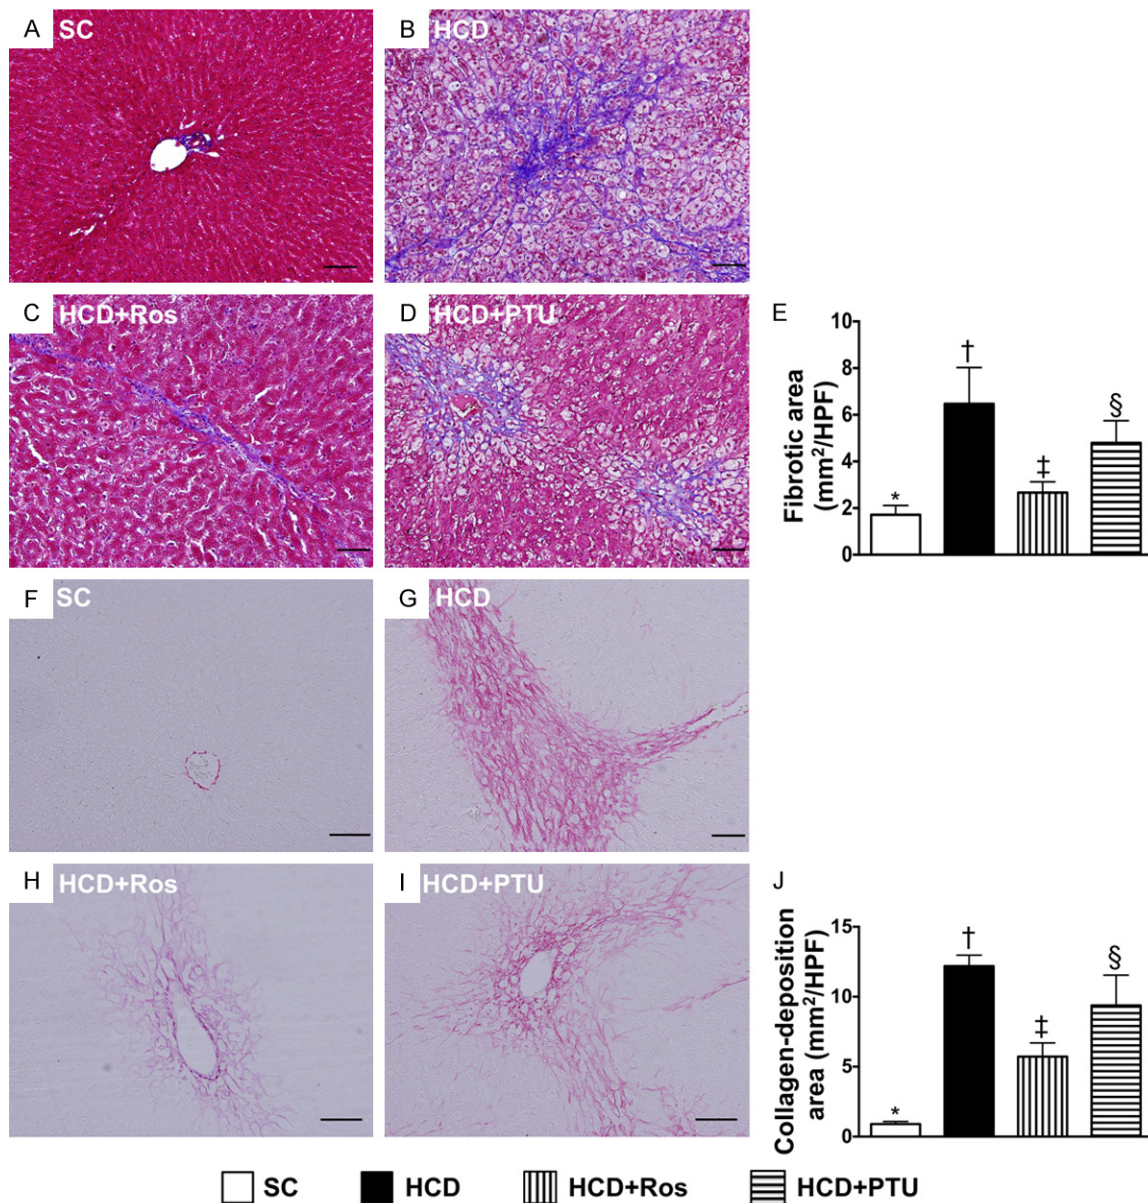 A SC
B HCD
C HCD+Ros
D HCD+PTU
E
Fibrotic area
(mm²/HPF)
10
8
6
4
2
0
*
†
‡
§
F SC
G HCD
H HCD+Ros
I HCD+PTU
J
Collagen-deposition
area (mm²/HPF)
15
10
5
0
*
†
‡
§
SC HCD HCD+Ros HCD+PTU